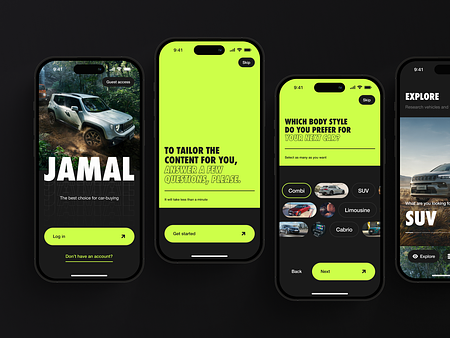 9:41
Guest access
JAMAL
The best choice for car-buying
Log in
Don't have an account?
9:41
Skip
TO TAILOR THE
CONTENT FOR YOU,
ANSWER A FEW
QUESTIONS, PLEASE.
It will take less than a minute
Get started
9:41
Skip
WHICH BODY STYLE
DO YOU PREFER FOR
YOUR NEXT CAR?
Select as many as you want
Combi
SUV
Limousine
Cabrio
Back
Next
9:41
EXPLORE
Research vehicles and
What are you looking fo
SUV
Explore